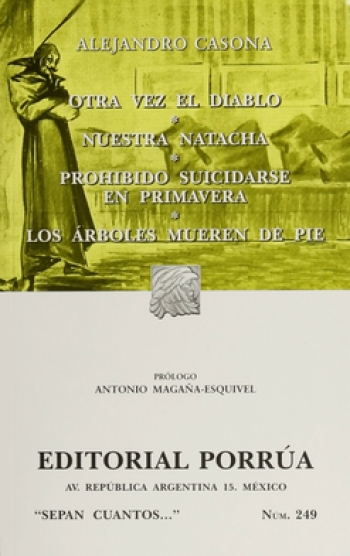 ALEJANDRO CASONA
OTRA VEZ EL DIABLO
*
NUESTRA NATACHA
*
PROHIBIDO SUICIDARSE
EN PRIMAVERA
*
LOS ÁRBOLES MUEREN DE PIE
PRÓLOGO
ANTONIO MAGAÑA-ESQUIVEL
EDITORIAL PORRÚA
AV. REPÚBLICA ARGENTINA 15. MÉXICO
"SEPAN CUANTOS..." NÚM. 249